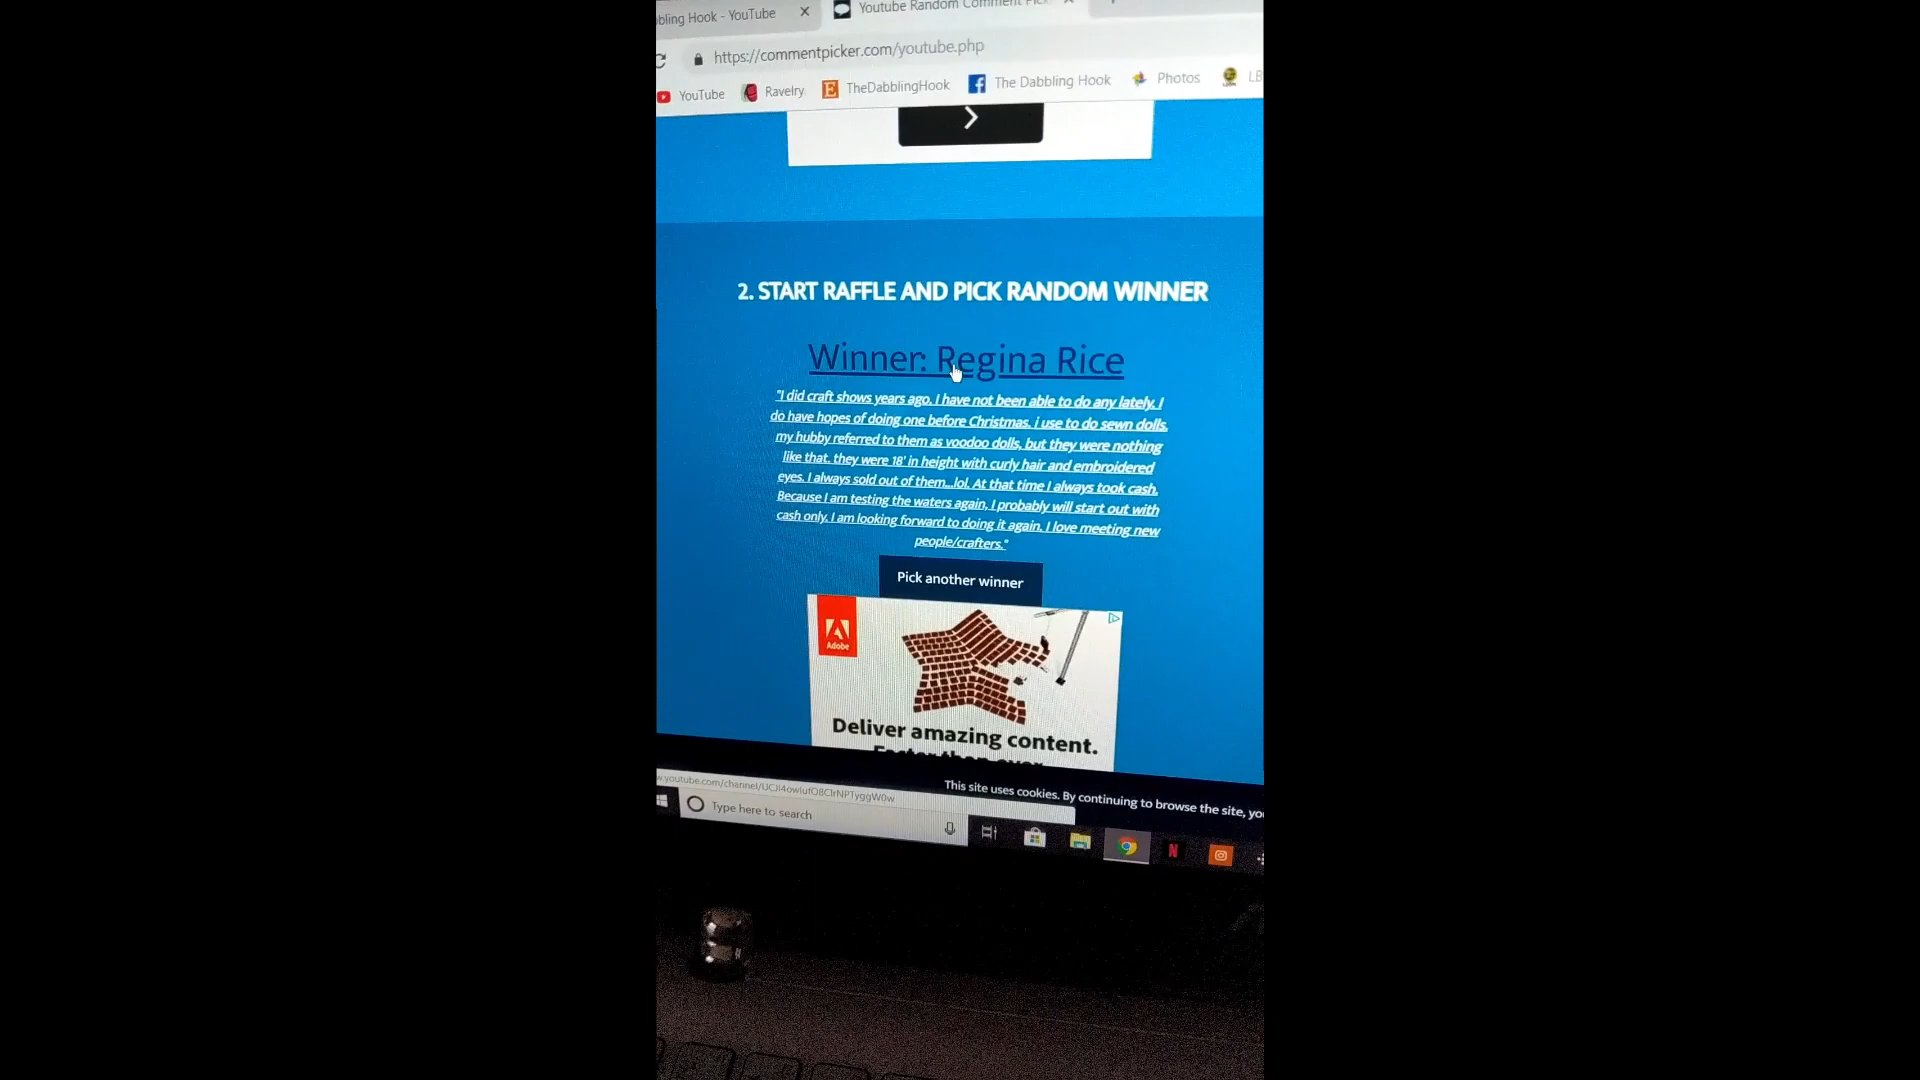 bling Hook - YouTube
Youtube Random Comment Pic
https://commentpicker.com/youtube.php
YouTube Ravelry TheDabblingHook The Dabbling Hook Photos LB
2. START RAFFLE AND PICK RANDOM WINNER
Winner: Regina Rice
"I did craft shows years ago. I have not been able to do any lately. I
do have hopes of doing one before Christmas. i use to do sewn dolls.
my hubby referred to them as voodoo dolls, but they were nothing
like that. they were 18' in height with curly hair and embroidered
eyes. I always sold out of them...lol. At that time I always took cash.
Because I am testing the waters again, I probably will start out with
cash only. I am looking forward to doing it again. I love meeting new
people/crafters."
Pick another winner
Adobe
Deliver amazing content.
Faster than ever
This site uses cookies. By continuing to browse the site, yo
Type here to search